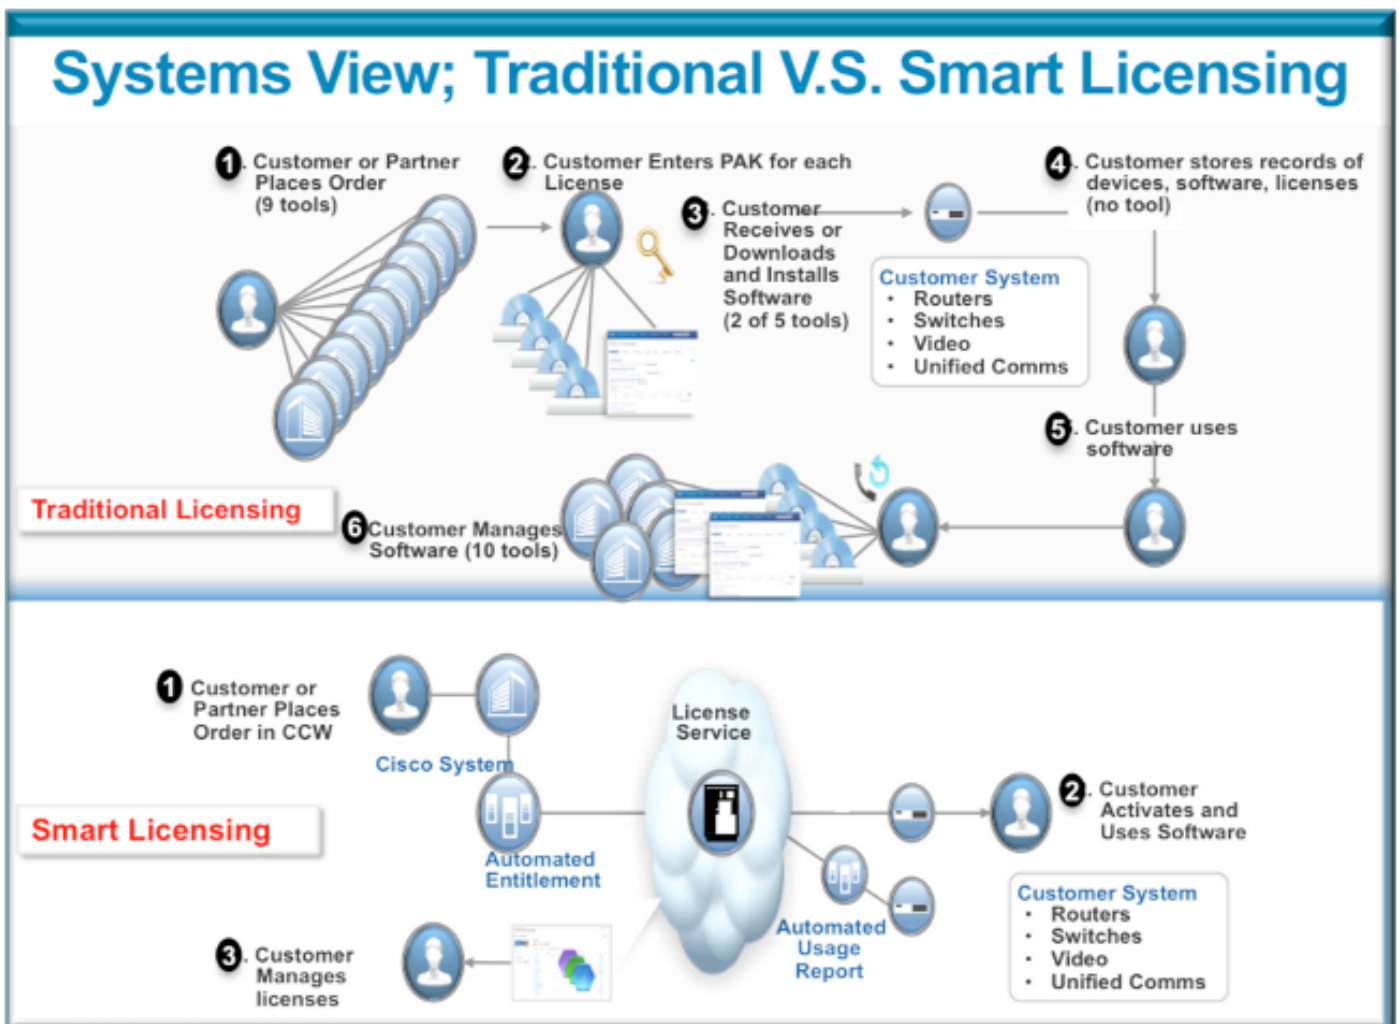 Systems View; Traditional V.S. Smart Licensing
1. Customer or Partner
Places Order
(9 tools)
2. Customer Enters PAK for each
License
3. Customer
Receives or
Downloads
and Installs
Software
(2 of 5 tools)
4. Customer stores records of
devices, software, licenses
(no tool)
Customer System
• Routers
• Switches
• Video
• Unified Comms
5. Customer uses
software
Traditional Licensing
6 Customer Manages
Software (10 tools)
1 Customer or
Partner Places
Order in CCW
Cisco System
License
Service
2. Customer
Activates and
Uses Software
Smart Licensing
Automated
Entitlement
Customer System
• Routers
• Switches
• Video
• Unified Comms
Automated
Usage
Report
3. Customer
Manages
licenses